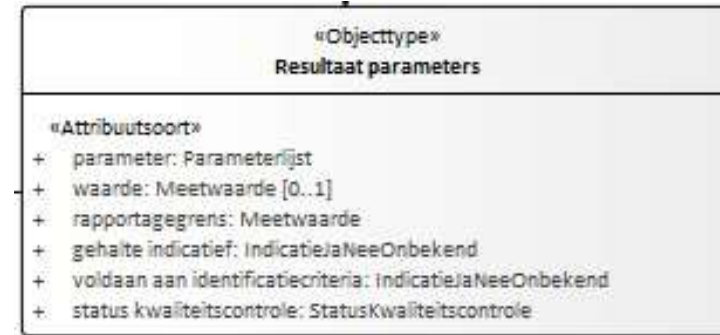 «Objecttype»
Resultaat parameters
«Attribuutsoort»
+ parameter: Parameterlijst
+ waarde: Meetwaarde [0..1]
+ rapportagegrens: Meetwaarde
+ gehalte indicatief: IndicatieJaNeeOnbekend
+ voldaan aan identificatiecriteria: IndicatieJaNeeOnbekend
+ status kwaliteitscontrole: StatusKwaliteitscontrole